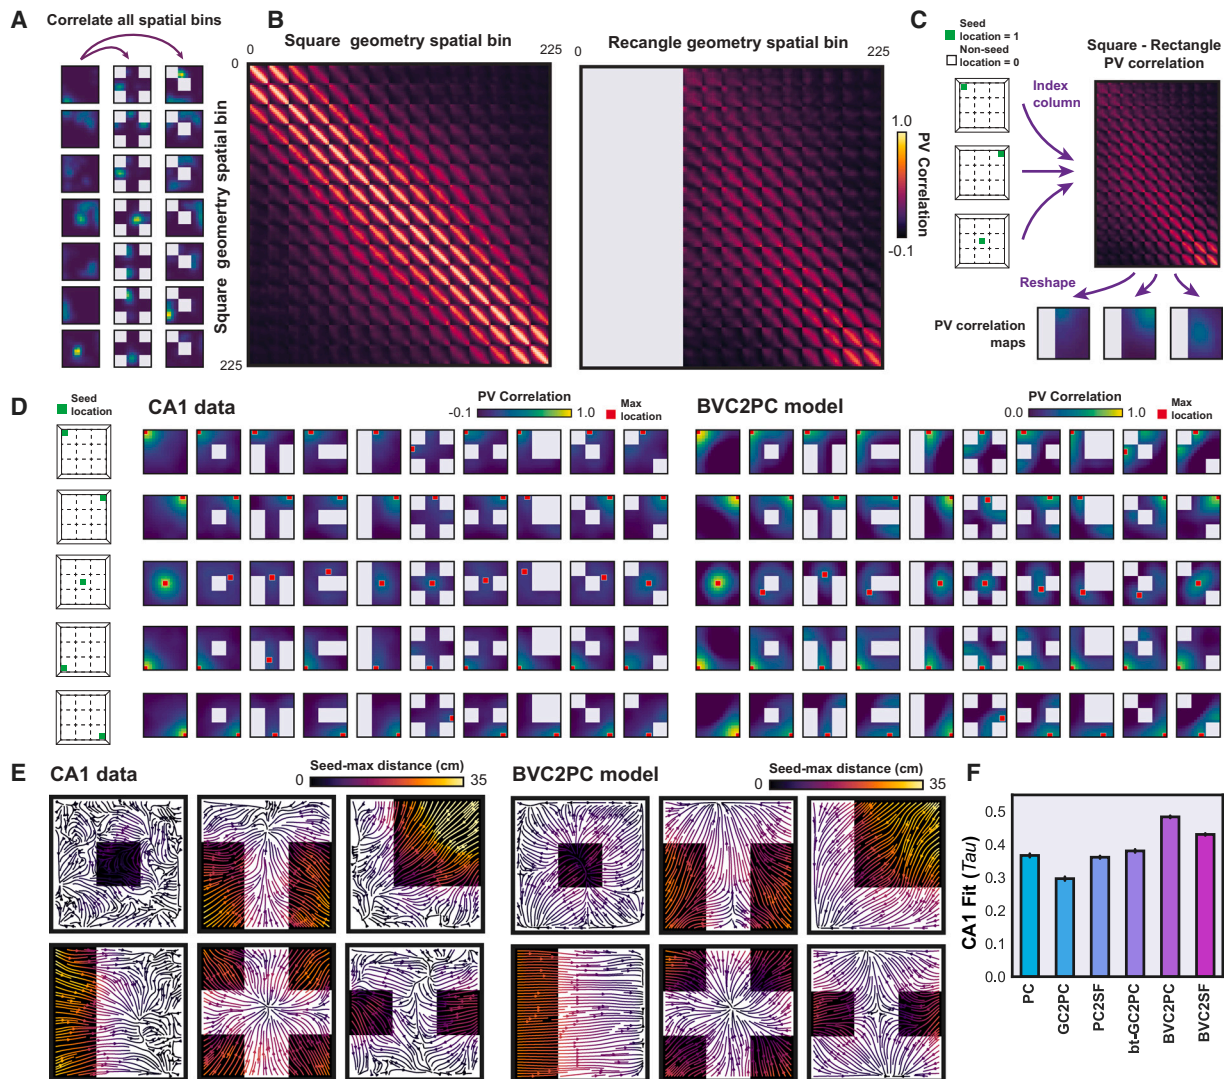 A
Correlate all spatial bins
B
0
Square geometry spatial bin
225
0
Recangle geometry spatial bin
225
0
Square geomertry spatial bin
225
1.0
PV Correlation
-0.1
C
Seed
location = 1
Non-seed
location = 0
Square - Rectangle
PV correlation
Index
column
Reshape
PV correlation
maps
D
Seed
location
CA1 data
PV Correlation
-0.1
1.0
Max
location
BVC2PC model
PV Correlation
0.0
1.0
Max
location
E
CA1 data
Seed-max distance (cm)
0
35
BVC2PC model
Seed-max distance (cm)
0
35
F
CA1 Fit (Tau)
0.5
0.4
0.3
0.2
0.1
0.0
PC
GC2PC
PC2SF
bt-GC2PC
BVC2PC
BVC2SF